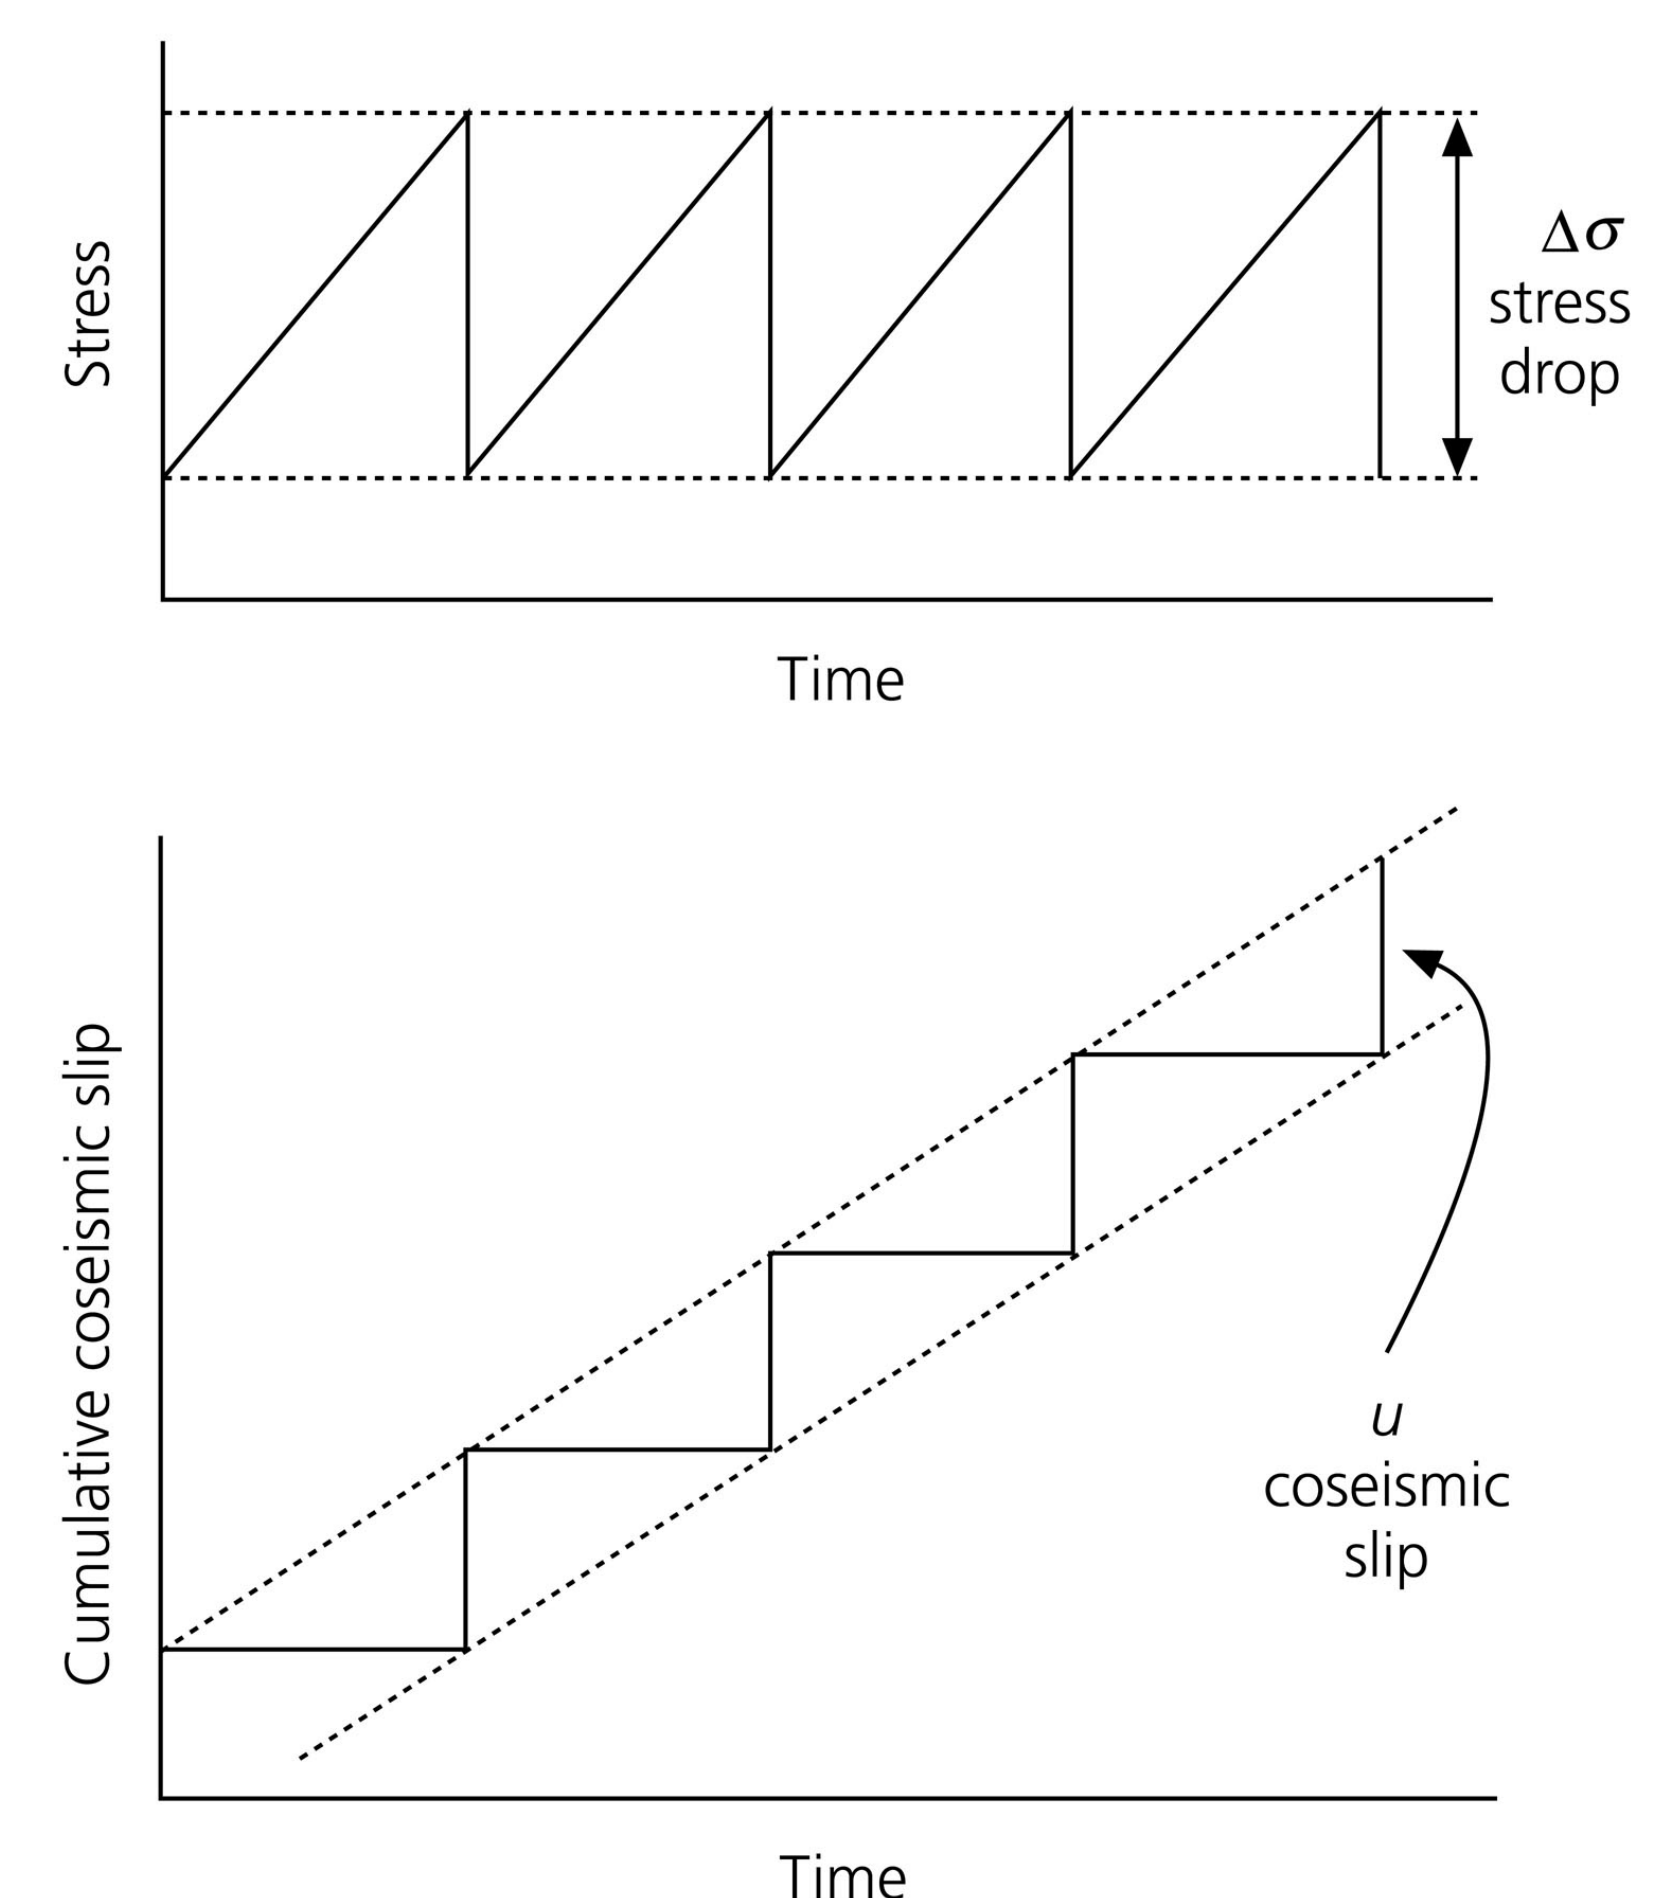 Stress
Δσ
stress
drop
Time
Cumulative coseismic slip
u
coseismic
slip
Time